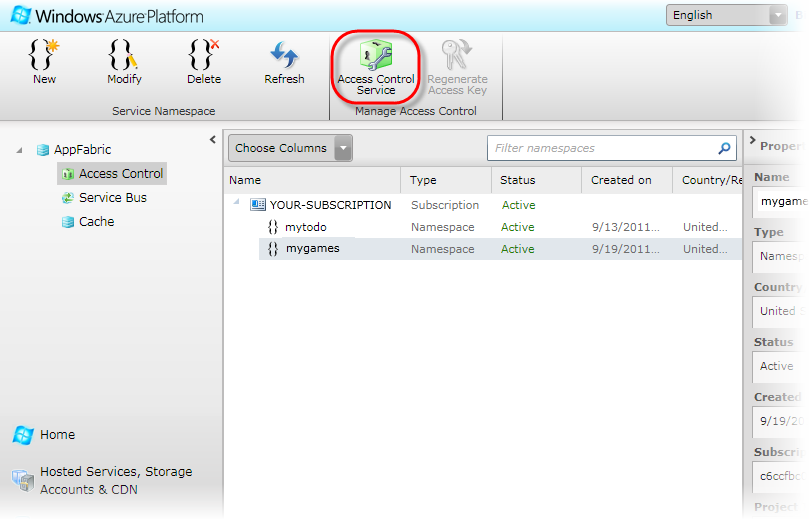 Windows Azure Platform
English
New
Modify
Delete
Refresh
Access Control
Service
Regenerate
Access Key
Service Namespace
Manage Access Control
AppFabric
Access Control
Service Bus
Cache
Home
Hosted Services, Storage
Accounts & CDN
Choose Columns
Filter namespaces
Name Type Status Created on Country/Re
YOUR-SUBSCRIPTION Subscription Active
mytodo Namespace Active 9/13/2011... United...
mygames Namespace Active 9/19/2011... United...
Propert
Name
mygame
Type
Namesp
Country
United S
Status
Active
Created
9/19/20
Subscrip
c6ccfbc
Project